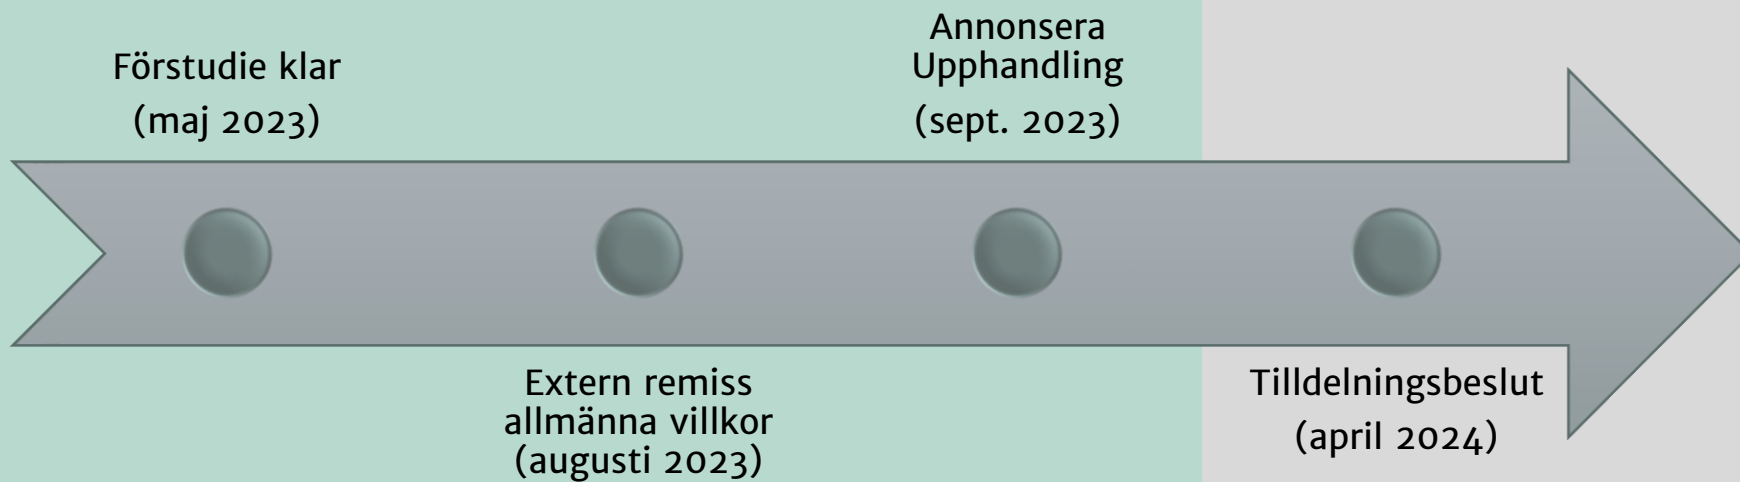 Förstudie klar
(maj 2023)
Extern remiss
allmänna villkor
(augusti 2023)
Annonsera
Upphandling
(sept. 2023)
Tilldelningsbeslut
(april 2024)